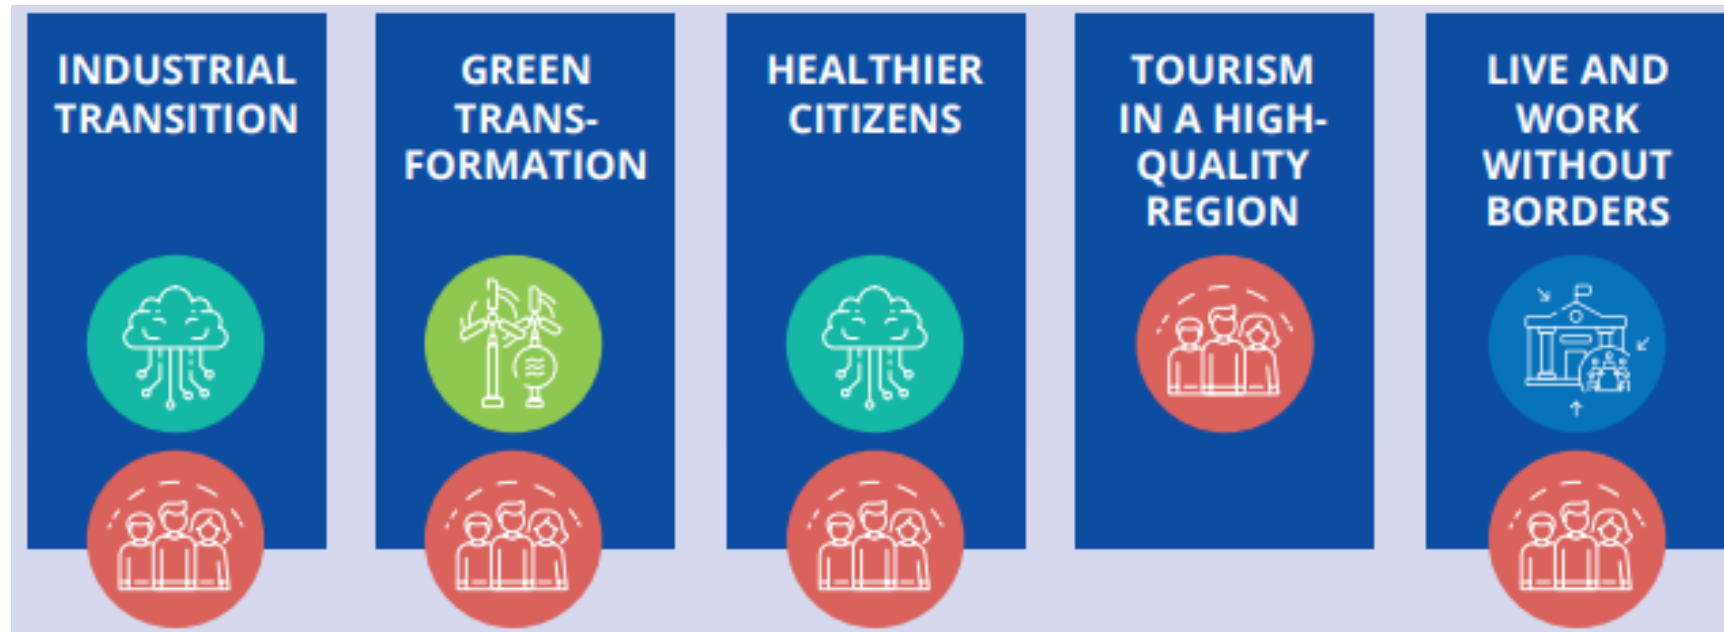 INDUSTRIAL
TRANSITION
GREEN
TRANS-
FORMATION
HEALTHIER
CITIZENS
TOURISM
IN A HIGH-
QUALITY
REGION
LIVE AND
WORK
WITHOUT
BORDERS